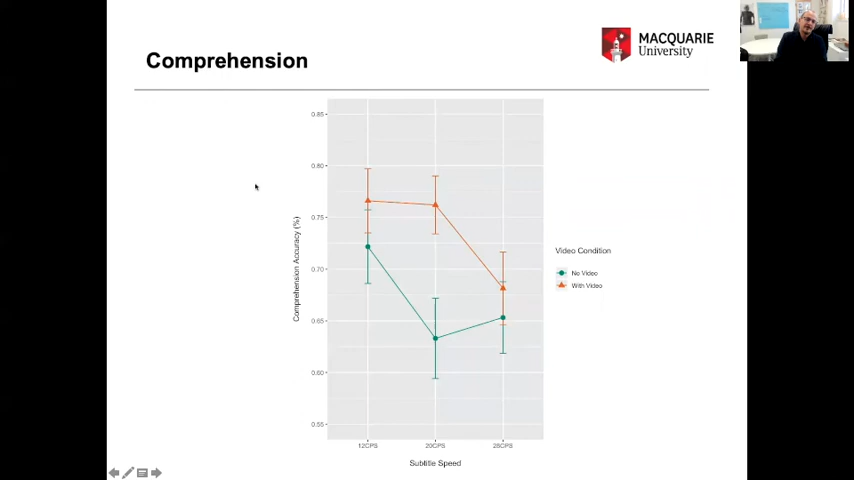 Comprehension
MACQUARIE
University
0.85
0.80
0.75
0.70
0.65
0.60
0.55
Comprehension Accuracy (%)
12CPS
20CPS
28CPS
Subtitle Speed
Video Condition
No Video
With Video